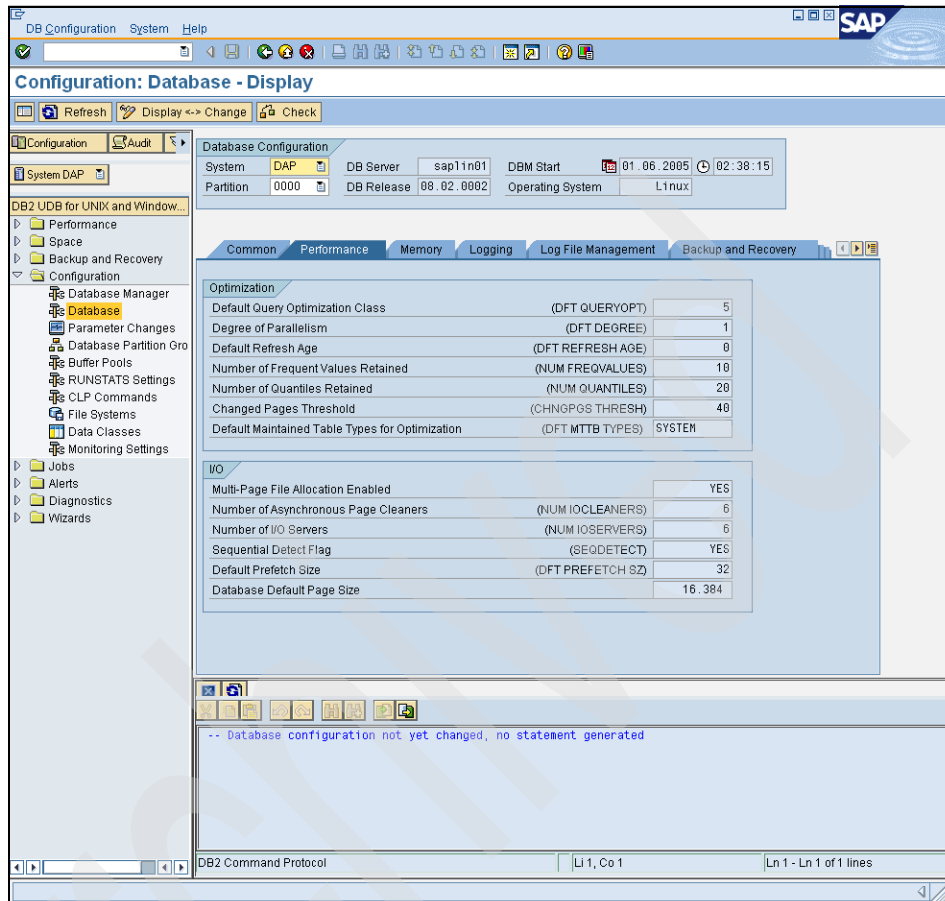 DB Configuration System Help
SAP
Configuration: Database - Display
Refresh Display <-> Change Check
Configuration Audit
System DAP
DB2 UDB for UNIX and Window...
Performance
Space
Backup and Recovery
Configuration
Database Manager
Database
Parameter Changes
Database Partition Gro
Buffer Pools
RUNSTATS Settings
CLP Commands
File Systems
Data Classes
Monitoring Settings
Jobs
Alerts
Diagnostics
Wizards
Database Configuration
System DAP DB Server saplin01 DBM Start 01.06.2005 02:38:15
Partition 0000 DB Release 08.02.0002 Operating System Linux
Common Performance Memory Logging Log File Management Backup and Recovery
Optimization
Default Query Optimization Class (DFT QUERYOPT) 5
Degree of Parallelism (DFT DEGREE) 1
Default Refresh Age (DFT REFRESH AGE) 0
Number of Frequent Values Retained (NUM FREQVALUES) 10
Number of Quantiles Retained (NUM QUANTILES) 20
Changed Pages Threshold (CHNGPGS THRESH) 40
Default Maintained Table Types for Optimization (DFT MTTB TYPES) SYSTEM
I/O
Multi-Page File Allocation Enabled YES
Number of Asynchronous Page Cleaners (NUM IOCLEANERS) 6
Number of I/O Servers (NUM IOSERVERS) 6
Sequential Detect Flag (SEQDETECT) YES
Default Prefetch Size (DFT PREFETCH SZ) 32
Database Default Page Size 16.384
-- Database configuration not yet changed, no statement generated
DB2 Command Protocol Li 1, Co 1 Ln 1 - Ln 1 of 1 lines